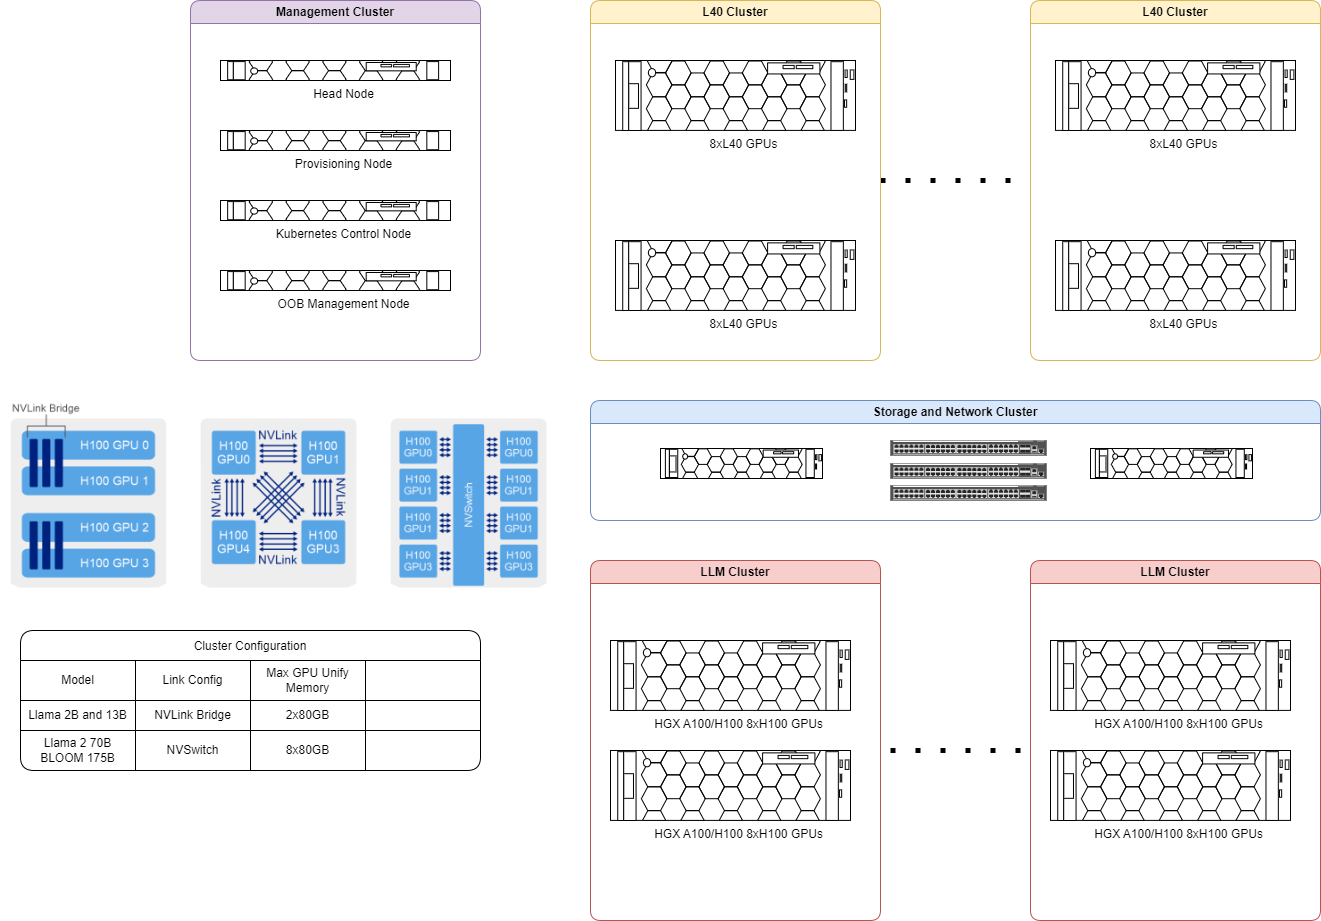 Management Cluster
Head Node
Provisioning Node
Kubernetes Control Node
OOB Management Node
L40 Cluster
8xL40 GPUs
8xL40 GPUs
L40 Cluster
8xL40 GPUs
8xL40 GPUs
NVLink Bridge
H100 GPU 0
H100 GPU 1
H100 GPU 2
H100 GPU 3
NVLink
H100
GPU0
H100
GPU1
NVLink
NVLink
H100
GPU4
H100
GPU3
NVLink
H100
GPU0
H100
GPU1
H100
GPU1
H100
GPU3
NVSwitch
H100
GPU0
H100
GPU1
H100
GPU1
H100
GPU3
Storage and Network Cluster
Cluster Configuration
Model
Link Config
Max GPU Unify
Memory
Llama 2B and 13B
NVLink Bridge
2x80GB
Llama 2 70B
BLOOM 175B
NVSwitch
8x80GB
LLM Cluster
HGX A100/H100 8xH100 GPUs
HGX A100/H100 8xH100 GPUs
LLM Cluster
HGX A100/H100 8xH100 GPUs
HGX A100/H100 8xH100 GPUs